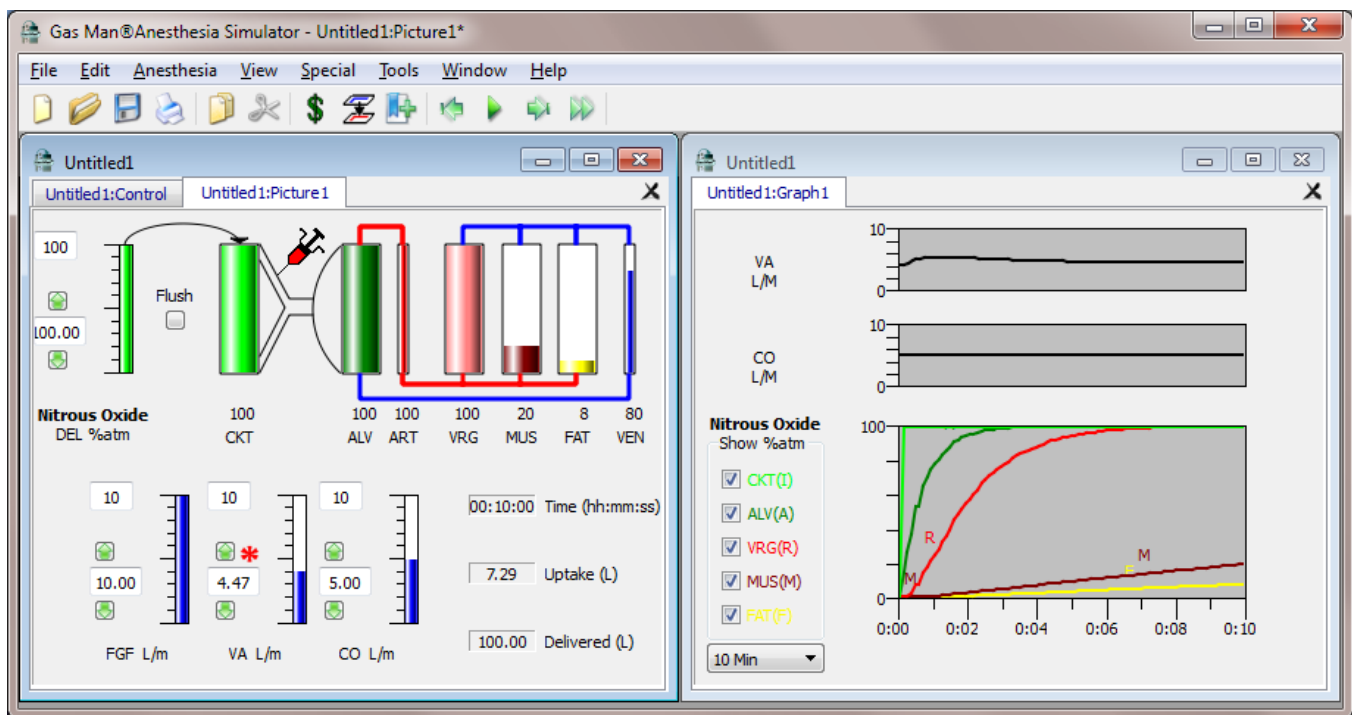 Gas Man®Anesthesia Simulator - Untitled1:Picture1*
File Edit Anesthesia View Special Tools Window Help
$
Untitled1
Untitled1:Control Untitled1:Picture1 X
100
Flush
100.00
Nitrous Oxide
DEL %atm
100 100 100 100 20 8 80
CKT ALV ART VRG MUS FAT VEN
10 10 10
*
10.00 4.47 5.00
FGF L/m VA L/m CO L/m
00:10:00 Time (hh:mm:ss)
7.29 Uptake (L)
100.00 Delivered (L)
Untitled1
Untitled1:Graph1 X
10
VA
L/M
0
10
CO
L/M
0
Nitrous Oxide
Show %atm
CKT(I)
ALV(A)
VRG(R)
MUS(M)
FAT(F)
10 Min
100
R
M
M
F
0
0:00 0:02 0:04 0:06 0:08 0:10